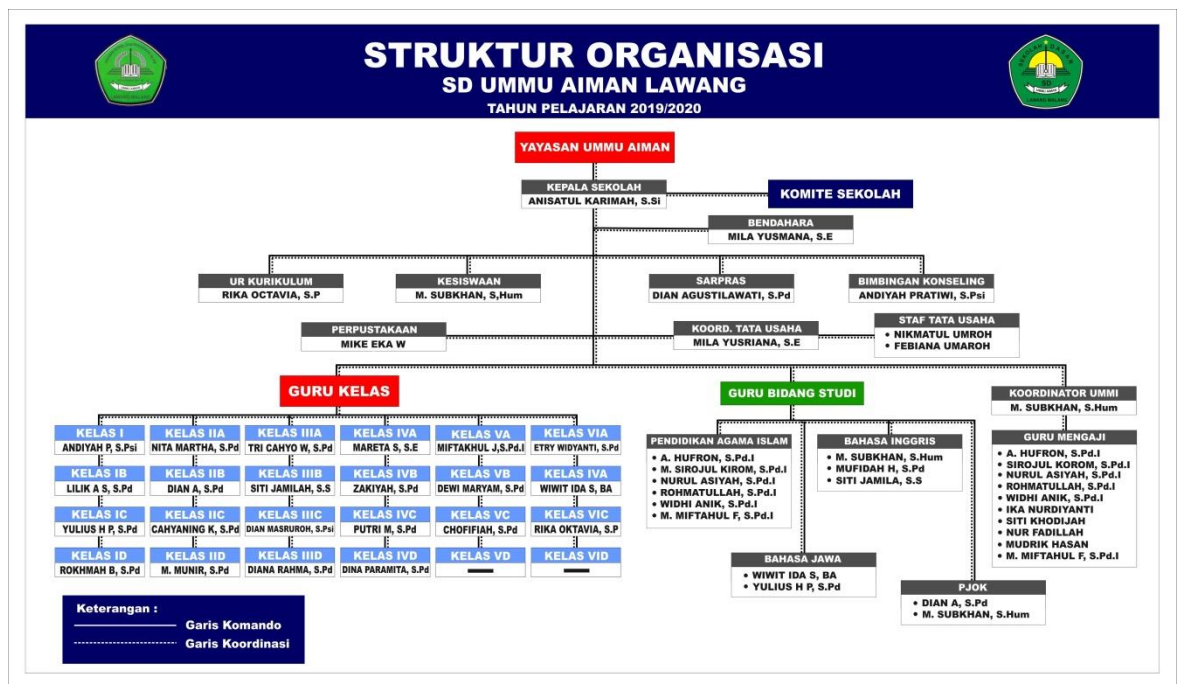 STRUKTUR ORGANISASI
SD UMMU AIMAN LAWANG
TAHUN PELAJARAN 2019/2020
YAYASAN UMMU AIMAN
KEPALA SEKOLAH
ANISATUL KARIMAH, S.Si
KOMITE SEKOLAH
BENDAHARA
MILA YUSMANA, S.E
UR KURIKULUM
RIKA OCTAVIA, S.P
KESISWAAN
M. SUBKHAN, S,Hum
SARPRAS
DIAN AGUSTILAWATI, S.Pd
BIMBINGAN KONSELING
ANDIYAH PRATIWI, S.Psi
PERPUSTAKAAN
MIKE EKA W
KOORD. TATA USAHA
MILA YUSRIANA, S.E
STAF TATA USAHA
• NIKMATUL UMROH
• FEBIANA UMAROH
GURU KELAS
KELAS I
ANDIYAH P, S.Psi
KELAS IIA
NITA MARTHA, S.Pd
KELAS IIIA
TRI CAHYO W, S.Pd
KELAS IVA
MARETA S, S.E
KELAS VA
MIFTAKHUL J,S.Pd.I
KELAS VIA
ETRY WIDYANTI, S.Pd
KELAS IB
LILIK A S, S.Pd
KELAS IIB
DIAN A, S.Pd
KELAS IIIB
SITI JAMILAH, S.S
KELAS IVB
ZAKIYAH, S.Pd
KELAS VB
DEWI MARYAM, S.Pd
KELAS IVA
WIWIT IDA S, BA
KELAS IC
YULIUS H P, S.Pd
KELAS IIC
CAHYANING K, S.Pd
KELAS IIIC
DIAN MASRUROH, S.Psi
KELAS IVC
PUTRI M, S.Pd
KELAS VC
CHOFIFIAH, S.Pd
KELAS VIC
RIKA OKTAVIA, S.P
KELAS ID
ROKHMAH B, S.Pd
KELAS IID
M. MUNIR, S.Pd
KELAS IIID
DIANA RAHMA, S.Pd
KELAS IVD
DINA PARAMITA, S.Pd
KELAS VD
KELAS VID
GURU BIDANG STUDI
PENDIDIKAN AGAMA ISLAM
• A. HUFRON, S.Pd.I
• M. SIROJUL KIROM, S.Pd.I
• NURUL ASIYAH, S.Pd.I
• ROHMATULLAH, S.Pd.I
• WIDHI ANIK, S.Pd.I
• M. MIFTAHUL F, S.Pd.I
BAHASA INGGRIS
• M. SUBKHAN, S.Hum
• MUFIDAH H, S.Pd
• SITI JAMILA, S.S
BAHASA JAWA
• WIWIT IDA S, BA
• YULIUS H P, S.Pd
PJOK
• DIAN A, S.Pd
• M. SUBKHAN, S.Hum
KOORDINATOR UMMI
M. SUBKHAN, S.Hum
GURU MENGAJI
• A. HUFRON, S.Pd.I
• SIROJUL KOROM, S.Pd.I
• NURUL ASIYAH, S.Pd.I
• ROHMATULLAH, S.Pd.I
• WIDHI ANIK, S.Pd.I
• IKA NURDIYANTI
• SITI KHODIJAH
• NUR FADILLAH
• MUDRIK HASAN
• M. MIFTAHUL F, S.Pd.I
Keterangan :
Garis Komando
Garis Koordinasi